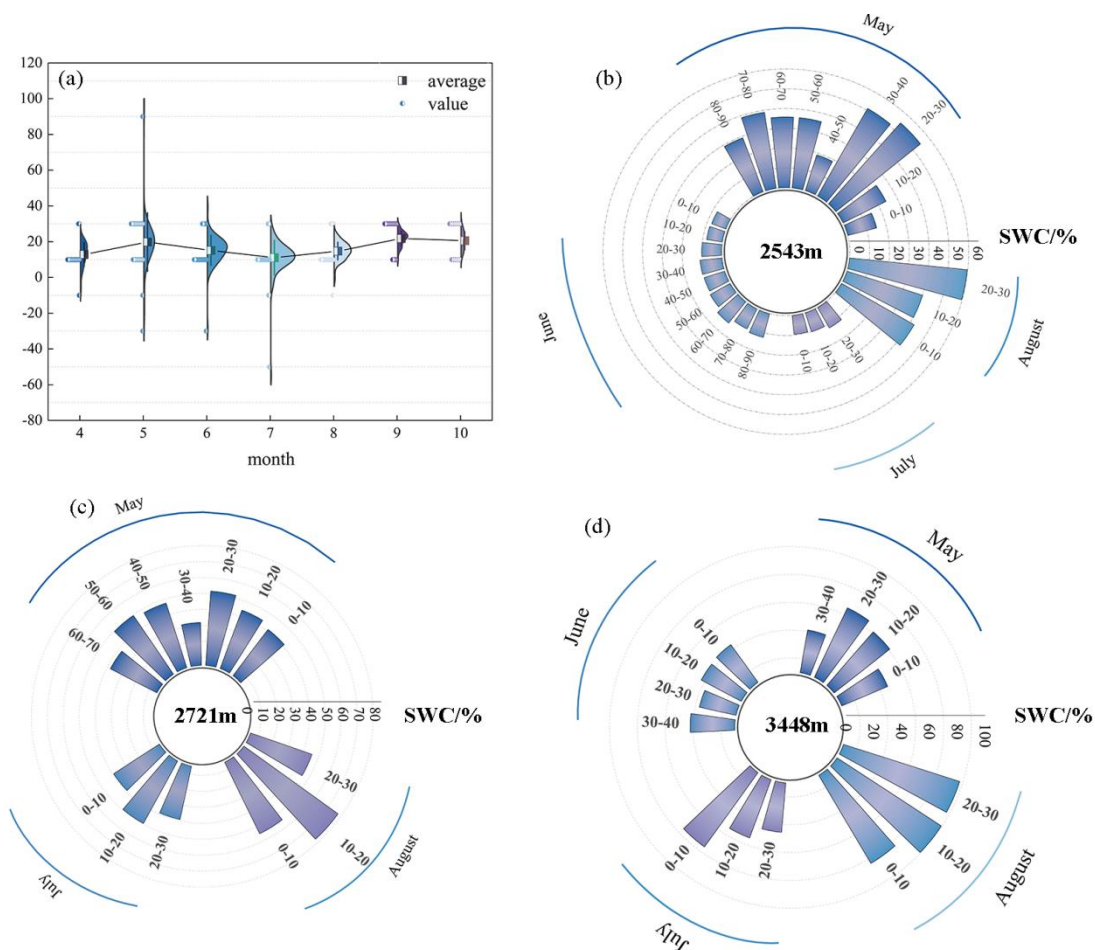 (a)
average
value
120
100
80
60
40
20
0
-20
-40
-60
-80
4 5 6 7 8 9 10
month
(b)
May
80-90
70-80
60-70
50-60
40-50
30-40
20-30
10-20
0-10
SWC/%
0 10 20 30 40 50 60
2543m
June
0-10
10-20
20-30
30-40
40-50
50-60
60-70
70-80
80-90
July
0-10
10-20
20-30
August
20-30
10-20
0-10
(c)
May
60-70
50-60
40-50
30-40
20-30
10-20
0-10
SWC/%
0 10 20 30 40 50 60 80
2721m
July
0-10
10-20
20-30
August
20-30
10-20
0-10
(d)
May
30-40
20-30
10-20
0-10
June
0-10
10-20
20-30
30-40
SWC/%
0 20 40 60 80 100
3448m
July
0-10
10-20
20-30
August
20-30
10-20
0-10